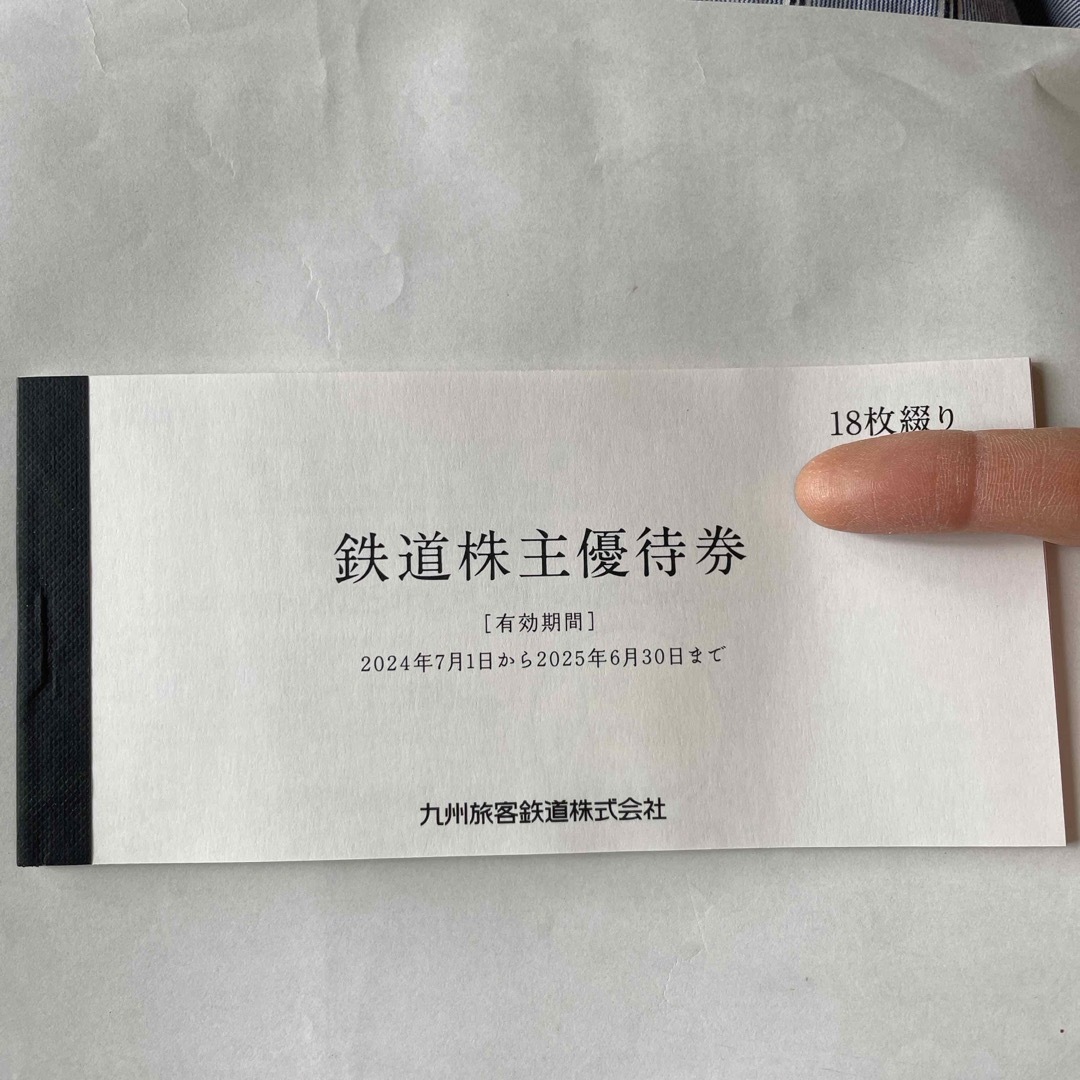 18枚綴り
鉄道株主優待券
［有効期間］
2024年7月1日から2025年6月30日まで
九州旅客鉄道株式会社